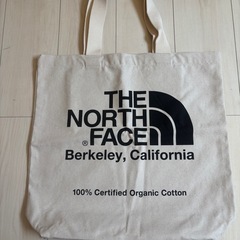 THE
NORTH
FACE
®
Berkeley, California
100% Certified Organic Cotton